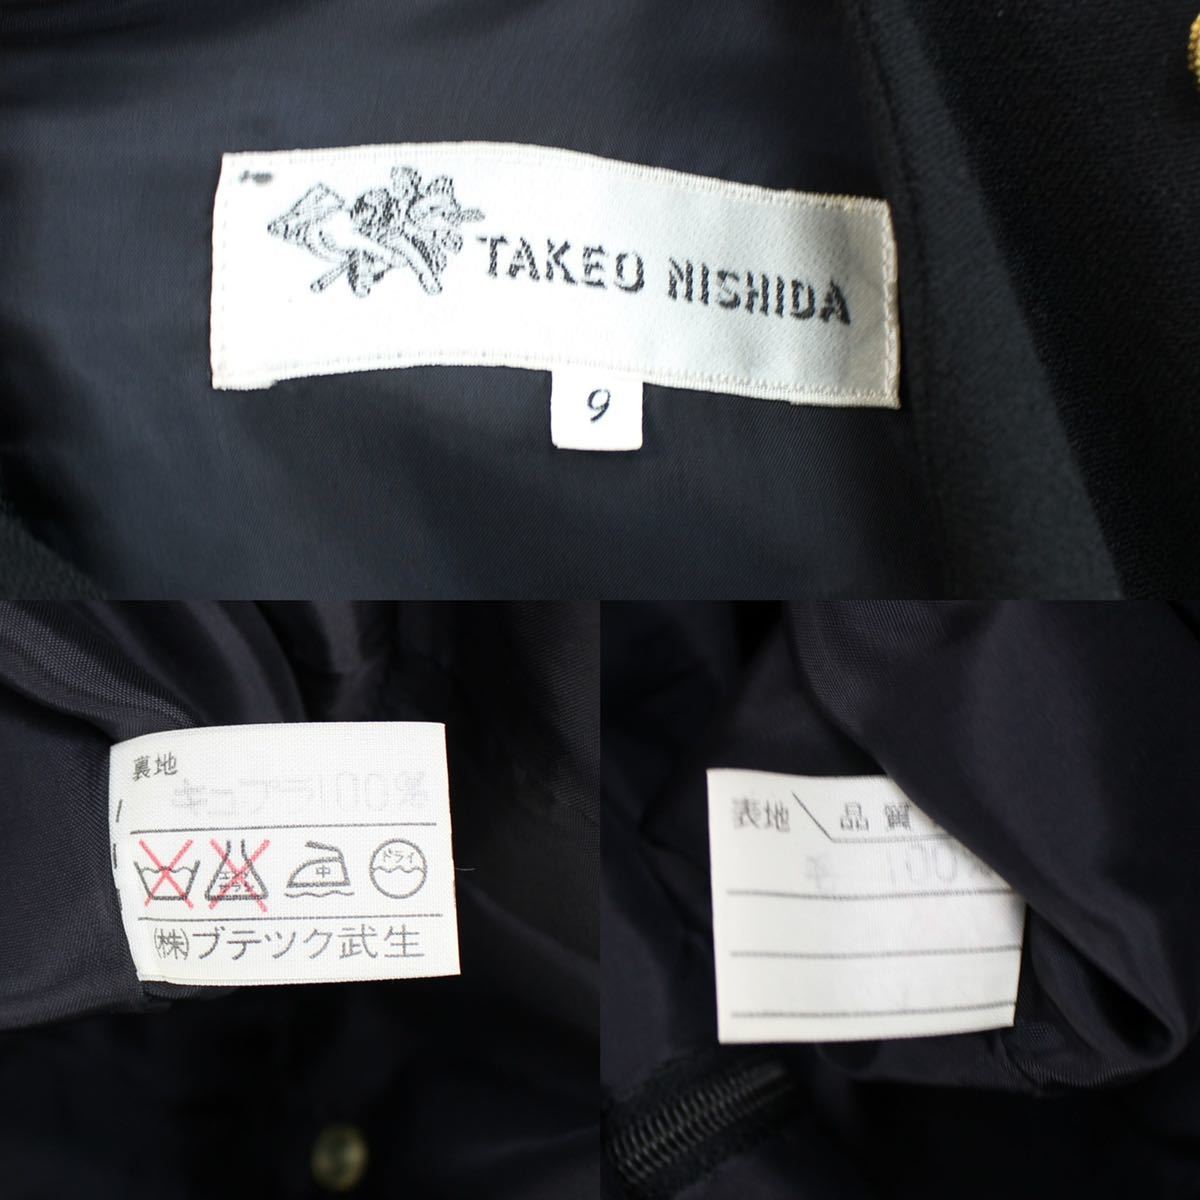 TAKEO NISHIDA
9
裏地
キュプラ100%
中
ドライ
㈱ブテック武生
表地 品質
毛 100%